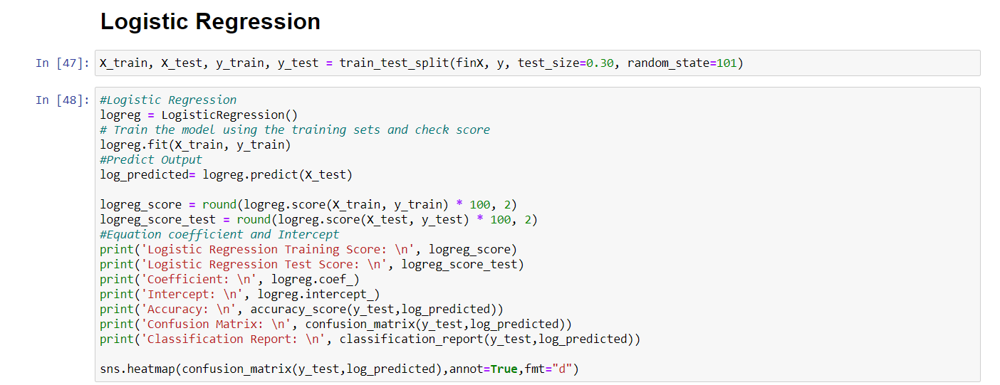 Logistic Regression
In [47]: X_train, X_test, y_train, y_test = train_test_split(finX, y, test_size=0.30, random_state=101)
In [48]: #Logistic Regression
logreg = LogisticRegression()
# Train the model using the training sets and check score
logreg.fit(X_train, y_train)
#Predict Output
log_predicted= logreg.predict(X_test)
logreg_score = round(logreg.score(X_train, y_train) * 100, 2)
logreg_score_test = round(logreg.score(X_test, y_test) * 100, 2)
#Equation coefficient and Intercept
print('Logistic Regression Training Score: \n', logreg_score)
print('Logistic Regression Test Score: \n', logreg_score_test)
print('Coefficient: \n', logreg.coef_)
print('Intercept: \n', logreg.intercept_)
print('Accuracy: \n', accuracy_score(y_test,log_predicted))
print('Confusion Matrix: \n', confusion_matrix(y_test,log_predicted))
print('Classification Report: \n', classification_report(y_test,log_predicted))
sns.heatmap(confusion_matrix(y_test,log_predicted),annot=True,fmt="d")